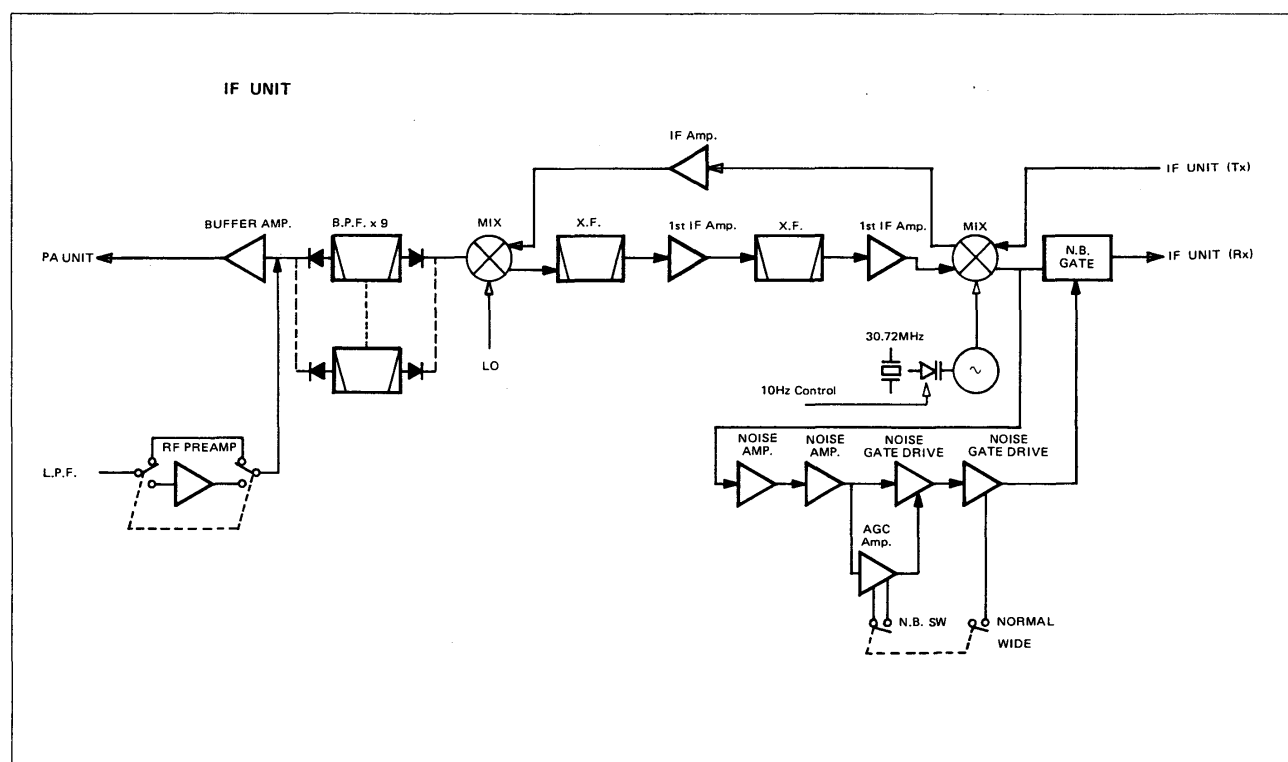 IF UNIT
IF Amp.
IF UNIT (Tx)
BUFFER AMP.
B.P.F. x 9
MIX
X.F.
1st IF Amp.
X.F.
1st IF Amp.
MIX
N.B.
GATE
PA UNIT
IF UNIT (Rx)
LO
30.72MHz
10Hz Control
RF PREAMP
L.P.F.
NOISE
AMP.
NOISE
AMP.
NOISE
GATE DRIVE
NOISE
GATE DRIVE
AGC
Amp.
N.B. SW
NORMAL
WIDE